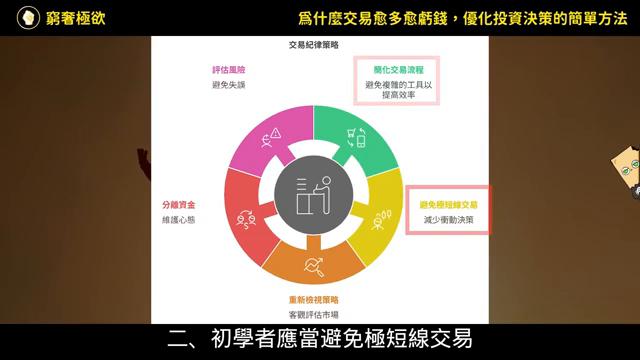 窮奢極欲
為什麼交易愈多愈虧錢，優化投資決策的簡單方法
交易紀律策略
評估風險
避免失誤
簡化交易流程
避免複雜的工具以
提高效率
分離資金
維護心態
避免極短線交易
減少衝動決策
重新檢視策略
客觀評估市場
二、初學者應當避免極短線交易